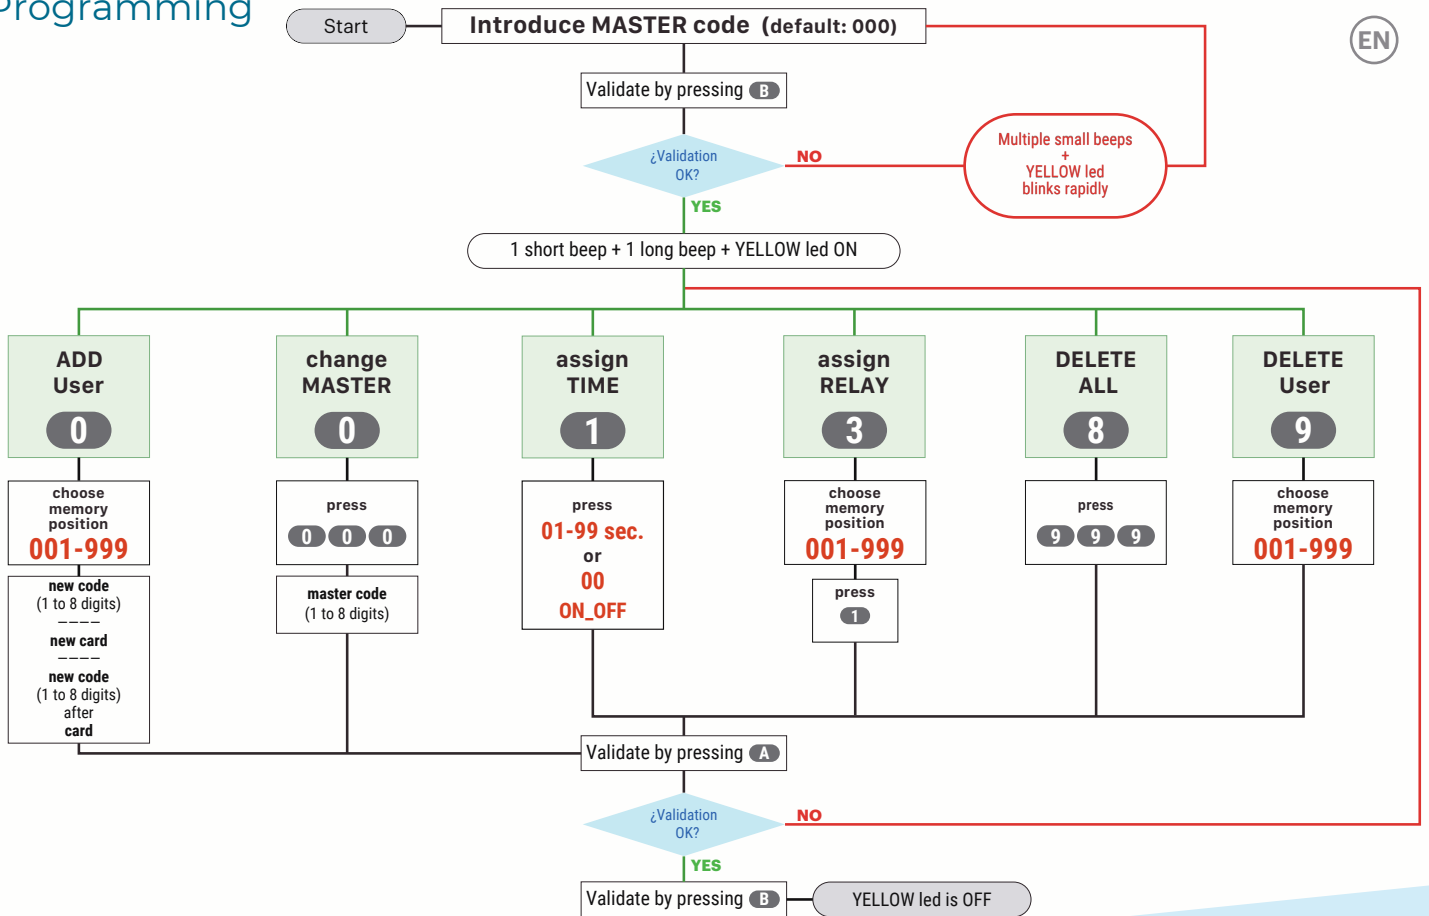 Programming
Start
Introduce MASTER code (default: 000)
EN
Validate by pressing B
¿Validation
OK?
NO
Multiple small beeps
+
YELLOW led
blinks rapidly
YES
1 short beep + 1 long beep + YELLOW led ON
ADD
User
0
choose
memory
position
001-999
new code
(1 to 8 digits)
----
new card
----
new code
(1 to 8 digits)
after
card
change
MASTER
0
press
0 0 0
master code
(1 to 8 digits)
assign
TIME
1
press
01-99 sec.
or
00
ON_OFF
assign
RELAY
3
choose
memory
position
001-999
press
1
DELETE
ALL
8
press
9 9 9
DELETE
User
9
choose
memory
position
001-999
Validate by pressing A
¿Validation
OK?
NO
YES
Validate by pressing B
YELLOW led is OFF